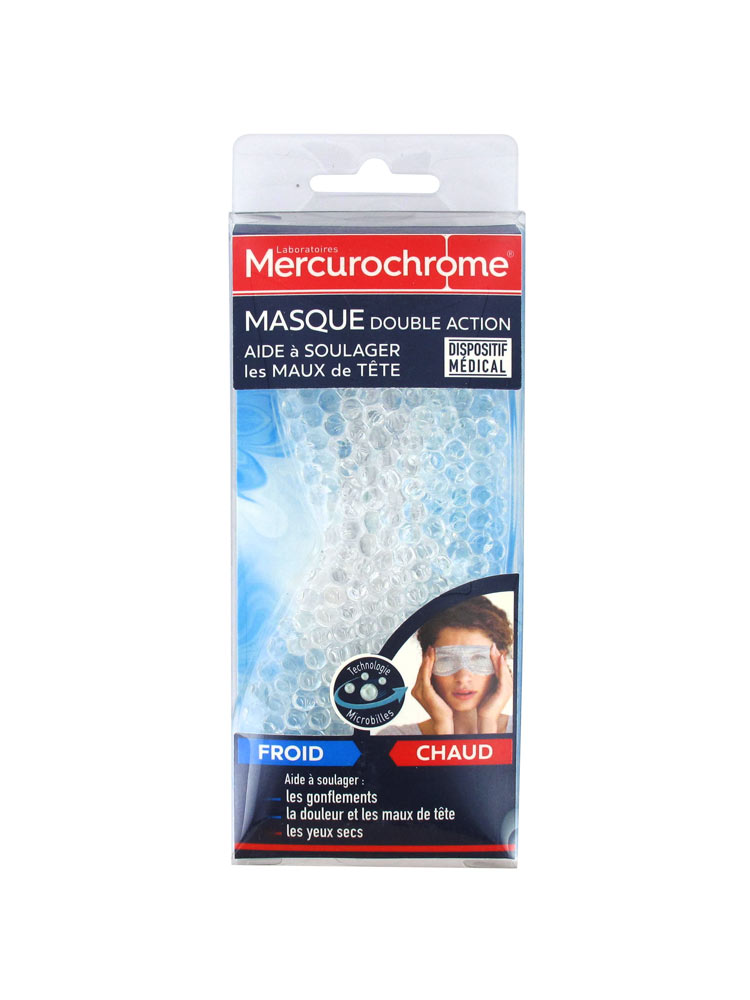 Laboratoires
Mercurochrome®
MASQUE DOUBLE ACTION
AIDE à SOULAGER
les MAUX de TÊTE
DISPOSITIF
MÉDICAL
Technologie
Microbilles
FROID
CHAUD
Aide à soulager :
les gonflements
la douleur et les maux de tête
les yeux secs